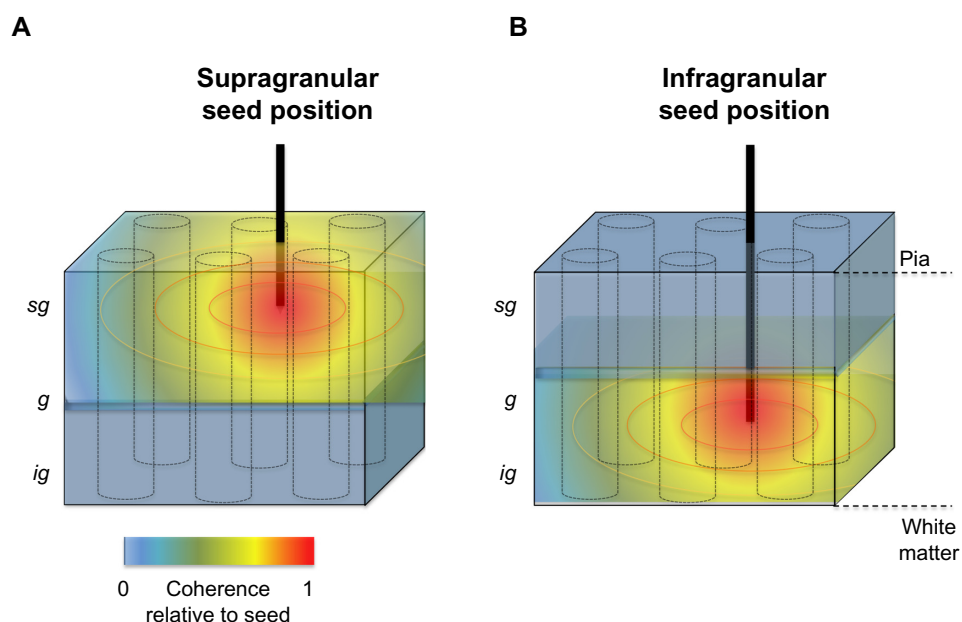 A
Supragranular
seed position
sg
g
ig
0 Coherence 1
relative to seed
B
Infragranular
seed position
Pia
sg
g
ig
White
matter